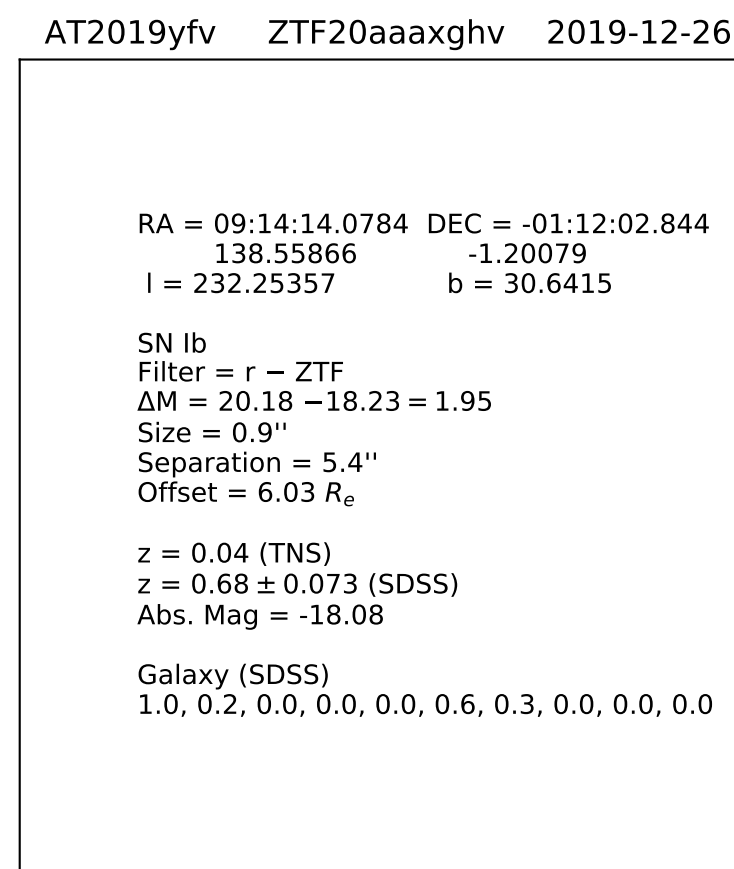 AT2019yfv ZTF20aaaxghv 2019-12-26
RA = 09:14:14.0784 DEC = -01:12:02.844
138.55866 -1.20079
l = 232.25357 b = 30.6415
SN Ib
Filter = r − ZTF
ΔM = 20.18 −18.23 = 1.95
Size = 0.9''
Separation = 5.4''
Offset = 6.03 Re
z = 0.04 (TNS)
z = 0.68 ± 0.073 (SDSS)
Abs. Mag = -18.08
Galaxy (SDSS)
1.0, 0.2, 0.0, 0.0, 0.0, 0.6, 0.3, 0.0, 0.0, 0.0